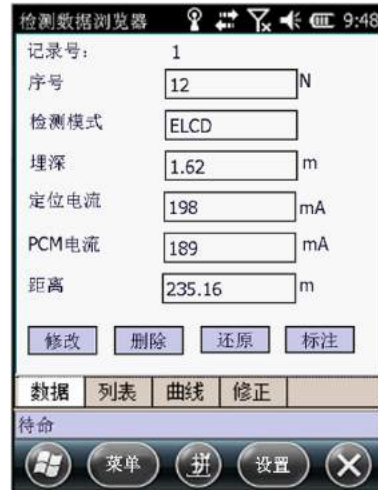 检测数据浏览器 9:48
记录号: 1
序号 12 N
检测模式 ELCD
埋深 1.62 m
定位电流 198 mA
PCM电流 189 mA
距离 235.16 m
修改 删除 还原 标注
数据 列表 曲线 修正
待命
菜单 拼 设置